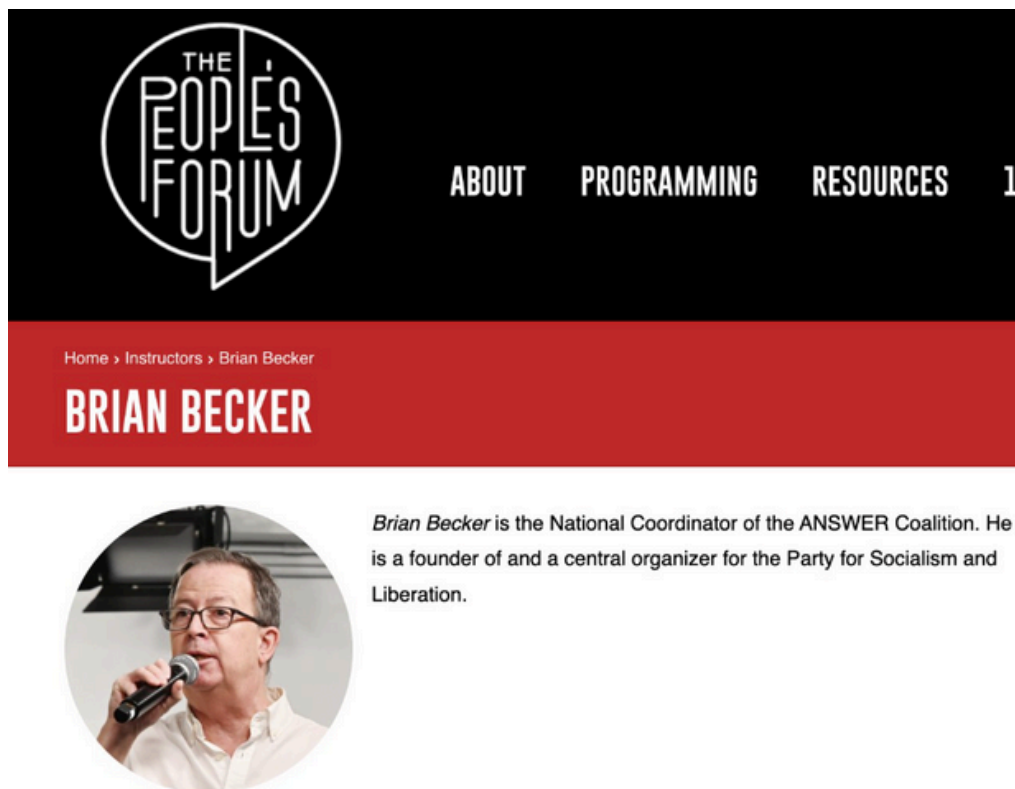 THE
PEOPLE'S
FORUM
ABOUT PROGRAMMING RESOURCES 1
Home › Instructors › Brian Becker
BRIAN BECKER
Brian Becker is the National Coordinator of the ANSWER Coalition. He
is a founder of and a central organizer for the Party for Socialism and
Liberation.